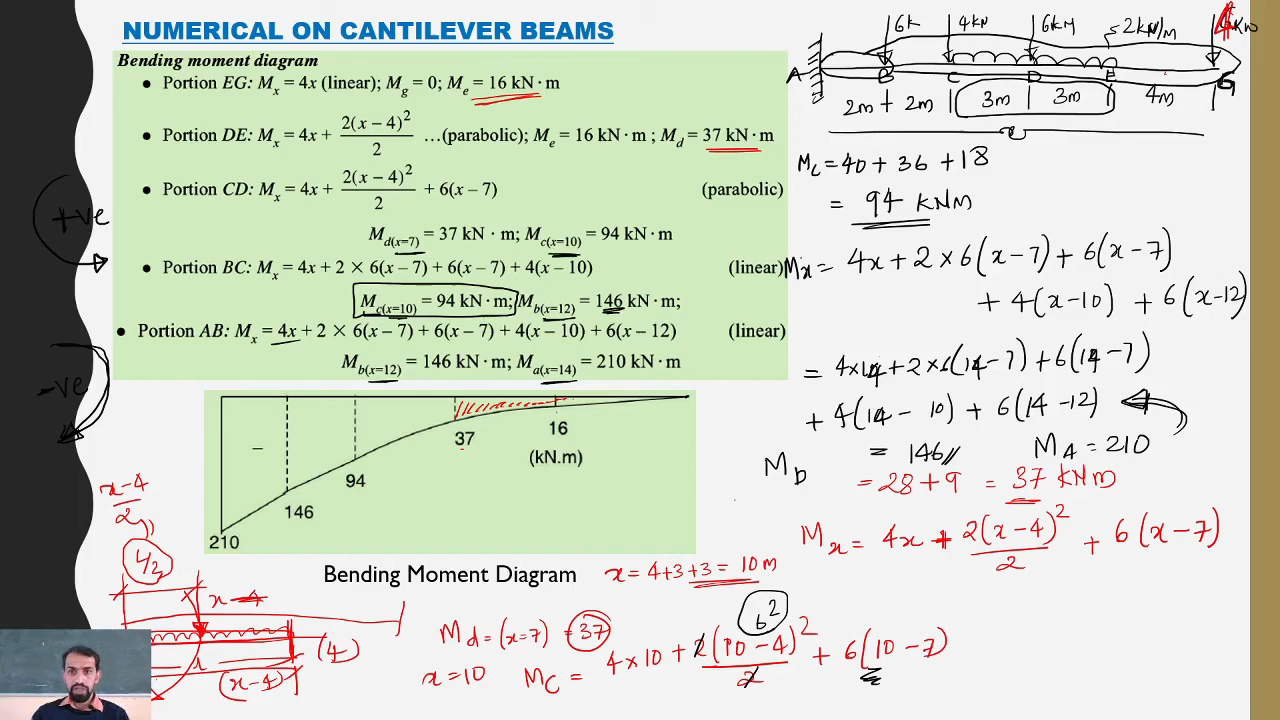 NUMERICAL ON CANTILEVER BEAMS
Bending moment diagram
• Portion EG: Mx = 4x (linear); Mg = 0; Me = 16 kN · m
• Portion DE: Mx = 4x + 2(x – 4)²/2 ...(parabolic); Me = 16 kN · m ; Md = 37 kN · m
• Portion CD: Mx = 4x + 2(x – 4)²/2 + 6(x – 7) (parabolic)
Md(x=7) = 37 kN · m; Mc(x=10) = 94 kN · m
• Portion BC: Mx = 4x + 2 × 6(x – 7) + 6(x – 7) + 4(x – 10) (linear)
Mc(x=10) = 94 kN · m; Mb(x=12) = 146 kN · m;
• Portion AB: Mx = 4x + 2 × 6(x – 7) + 6(x – 7) + 4(x – 10) + 6(x – 12) (linear)
Mb(x=12) = 146 kN · m; Ma(x=14) = 210 kN · m
+ve
-ve
–
37
16
(kN.m)
94
146
210
Bending Moment Diagram
6K 4KN 6KM 2KN/m 4KN
A B C D E G
2m + 2m 3m 3m 4m
Mc = 40 + 36 + 18
= 94 KNm
Mx = 4x + 2 × 6(x - 7) + 6(x - 7)
+ 4(x - 10) + 6(x - 12)
= 4×14 + 2×6(14 - 7) + 6(14 - 7)
+ 4(14 - 10) + 6(14 - 12)
= 146 MA = 210
MD = 28 + 9 = 37 KNm
Mx = 4x + 2(x - 4)²/2 + 6(x - 7)
x = 4+3+3 = 10m
Md = (x=7) = 37
6²
x = 10 Mc = 4 × 10 + 2(10 - 4)²/2 + 6(10 - 7)
x-4/2
4/2
x - 4
(4)
(x-4)